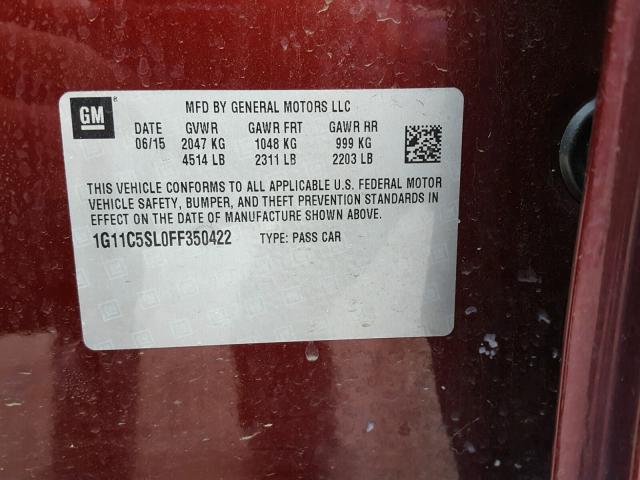 GM ®
MFD BY GENERAL MOTORS LLC
DATE GVWR GAWR FRT GAWR RR
06/15 2047 KG 1048 KG 999 KG
4514 LB 2311 LB 2203 LB
THIS VEHICLE CONFORMS TO ALL APPLICABLE U.S. FEDERAL MOTOR
VEHICLE SAFETY, BUMPER, AND THEFT PREVENTION STANDARDS IN
EFFECT ON THE DATE OF MANUFACTURE SHOWN ABOVE.
1G11C5SL0FF350422 TYPE: PASS CAR